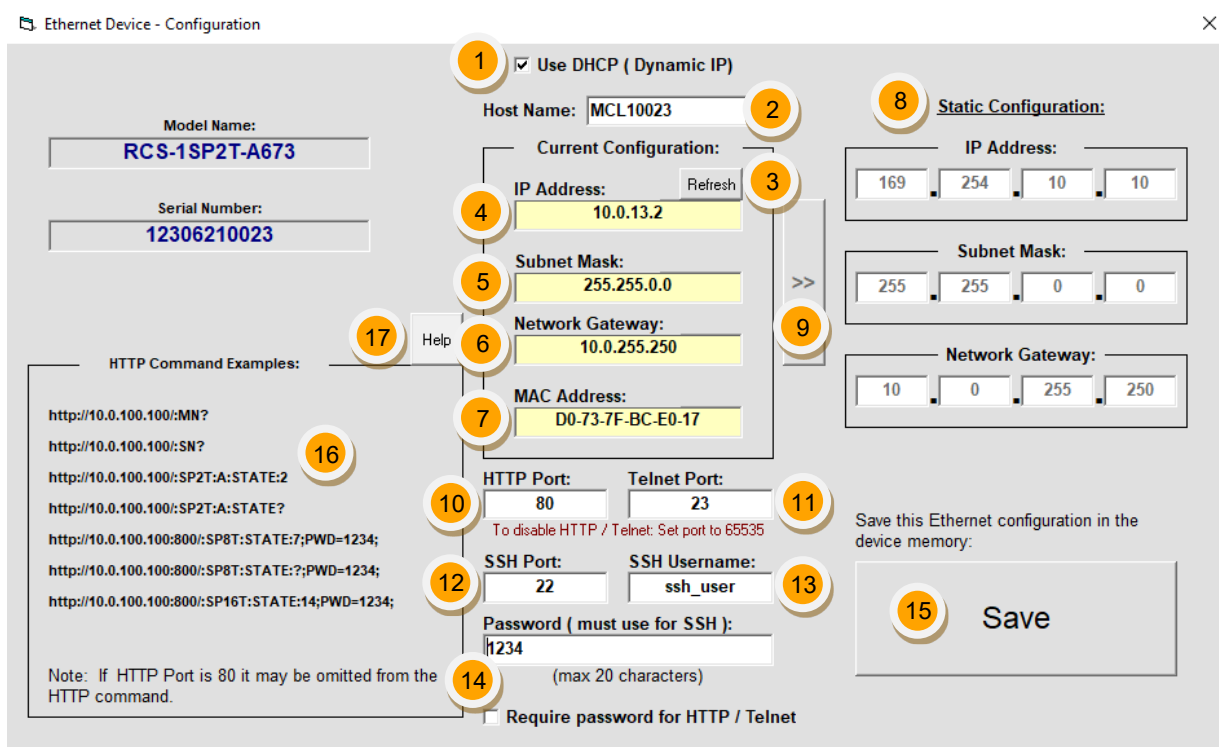 Ethernet Device - Configuration
1
Use DHCP ( Dynamic IP)
Host Name: MCL10023
2
8
Static Configuration:
Model Name:
RCS-1SP2T-A673
Serial Number:
12306210023
Current Configuration:
Refresh
3
IP Address:
4
10.0.13.2
Subnet Mask:
5
255.255.0.0
Network Gateway:
6
10.0.255.250
MAC Address:
7
D0-73-7F-BC-E0-17
>>
9
IP Address:
169 . 254 . 10 . 10
Subnet Mask:
255 . 255 . 0 . 0
Network Gateway:
10 . 0 . 255 . 250
17
Help
HTTP Command Examples:
http://10.0.100.100/:MN?
http://10.0.100.100/:SN?
16
http://10.0.100.100/:SP2T:A:STATE:2
http://10.0.100.100/:SP2T:A:STATE?
http://10.0.100.100:800/:SP8T:STATE:7;PWD=1234;
http://10.0.100.100:800/:SP8T:STATE:?;PWD=1234;
http://10.0.100.100:800/:SP16T:STATE:14;PWD=1234;
Note: If HTTP Port is 80 it may be omitted from the
HTTP command.
HTTP Port: Telnet Port:
10 80 23 11
To disable HTTP / Telnet: Set port to 65535
SSH Port: SSH Username:
12 22 ssh_user 13
Password ( must use for SSH ):
1234
14
(max 20 characters)
Require password for HTTP / Telnet
Save this Ethernet configuration in the
device memory:
15
Save